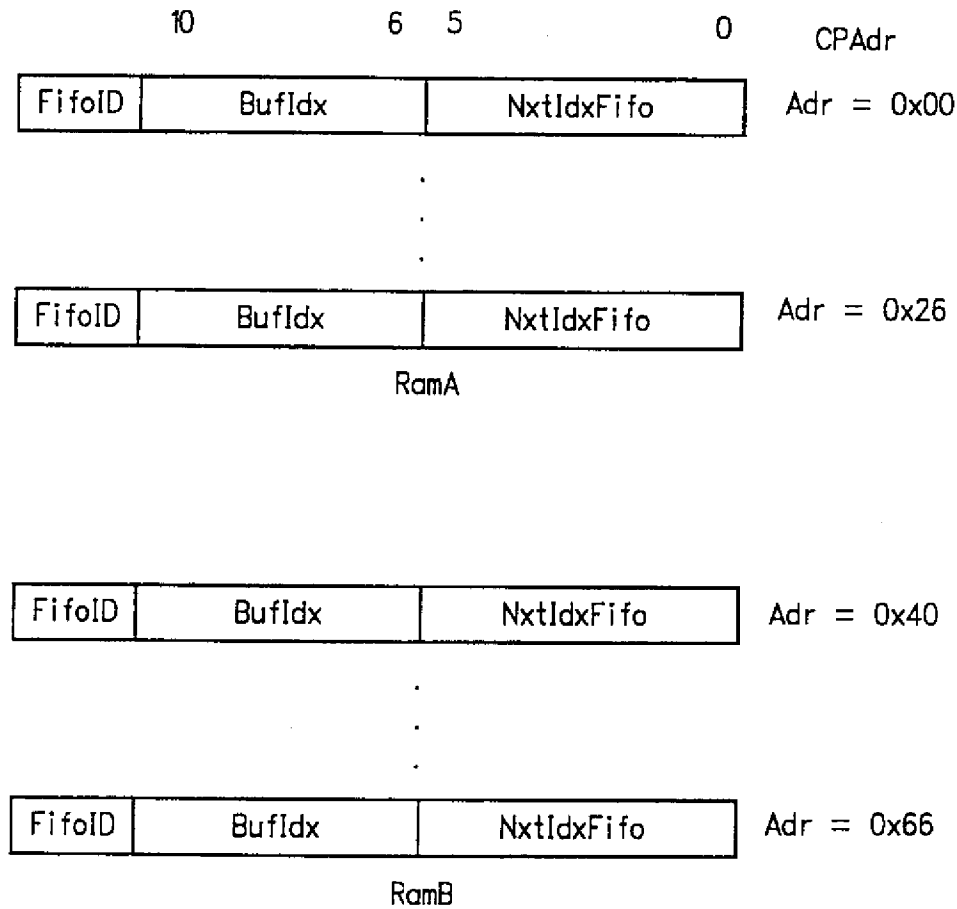 10 6 5 0 CPAdr
FifoID BufIdx NxtIdxFifo Adr = 0x00
FifoID BufIdx NxtIdxFifo Adr = 0x26
RamA
FifoID BufIdx NxtIdxFifo Adr = 0x40
FifoID BufIdx NxtIdxFifo Adr = 0x66
RamB